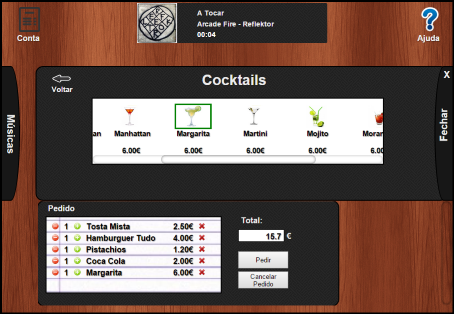 Conta
A Tocar
Arcade Fire - Reflektor
00:04
Ajuda
Músicas
Voltar
Cocktails
X
Fechar
an Manhattan Margarita Martini Mojito Moran
6.00€ 6.00€ 6.00€ 6.00€ 6.00
Pedido
1 Tosta Mista 2.50€
1 Hamburguer Tudo 4.00€
1 Pistachios 1.20€
1 Coca Cola 2.00€
1 Margarita 6.00€
Total:
15.7 €
Pedir
Cancelar
Pedido